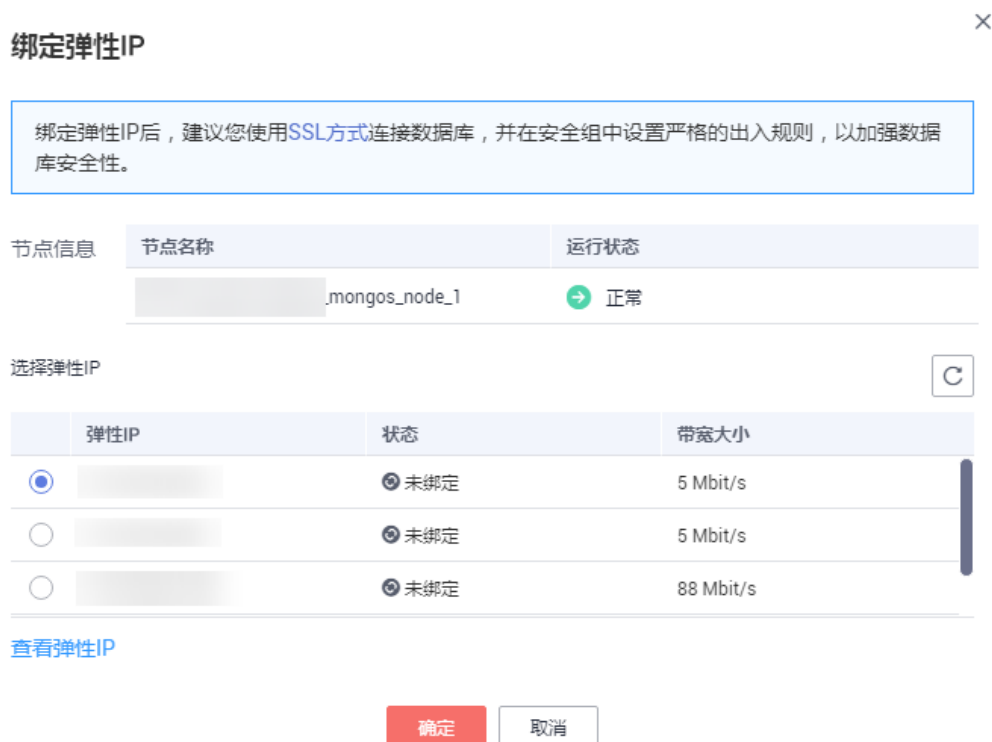 绑定弹性IP
绑定弹性IP后，建议您使用SSL方式连接数据库，并在安全组中设置严格的出入规则，以加强数据
库安全性。
节点信息
节点名称 运行状态
_mongos_node_1 正常
选择弹性IP
弹性IP 状态 带宽大小
未绑定 5 Mbit/s
未绑定 5 Mbit/s
未绑定 88 Mbit/s
查看弹性IP
确定 取消